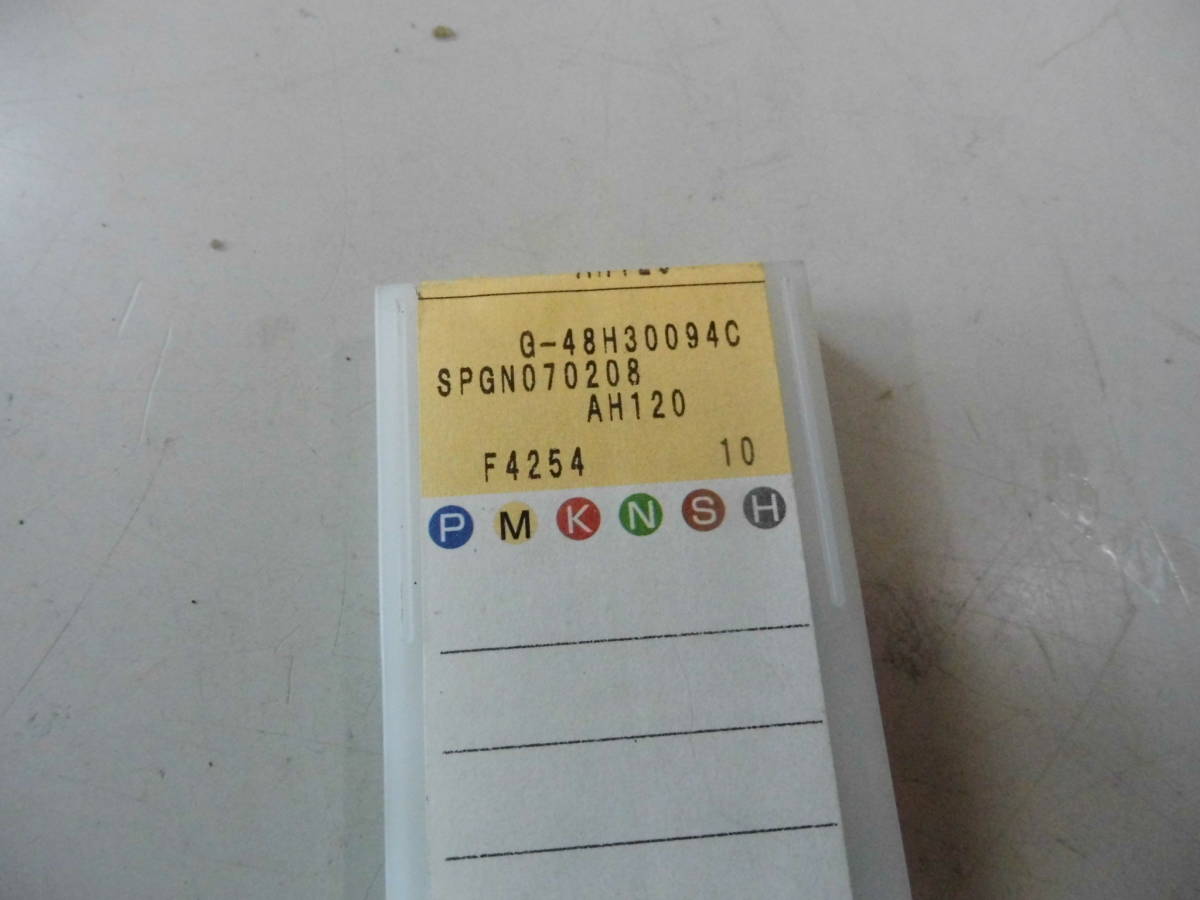 G-48H30094C
SPGN070208
AH120
F4254 10
P M K N S H